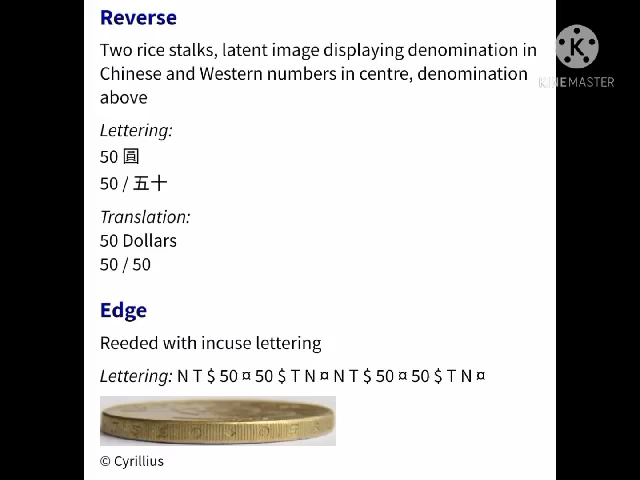 Reverse
Two rice stalks, latent image displaying denomination in
Chinese and Western numbers in centre, denomination
above
Lettering:
50 圓
50 / 五十
Translation:
50 Dollars
50 / 50
Edge
Reeded with incuse lettering
Lettering: N T $ 50 ¤ 50 $ T N ¤ N T $ 50 ¤ 50 $ T N ¤
© Cyrillius
KINEMASTER